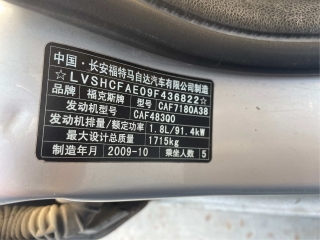 中国·长安福特马自达汽车有限公司制造
☆LVSHCFAE09F436822☆
品牌 福克斯牌 型号 CAF7180A38
发动机型号 CAF483Q0
发动机排量/额定功率 1.8L/91.4kW
最大设计总质量 1715kg
制造年月 2009-10 乘坐人数 5